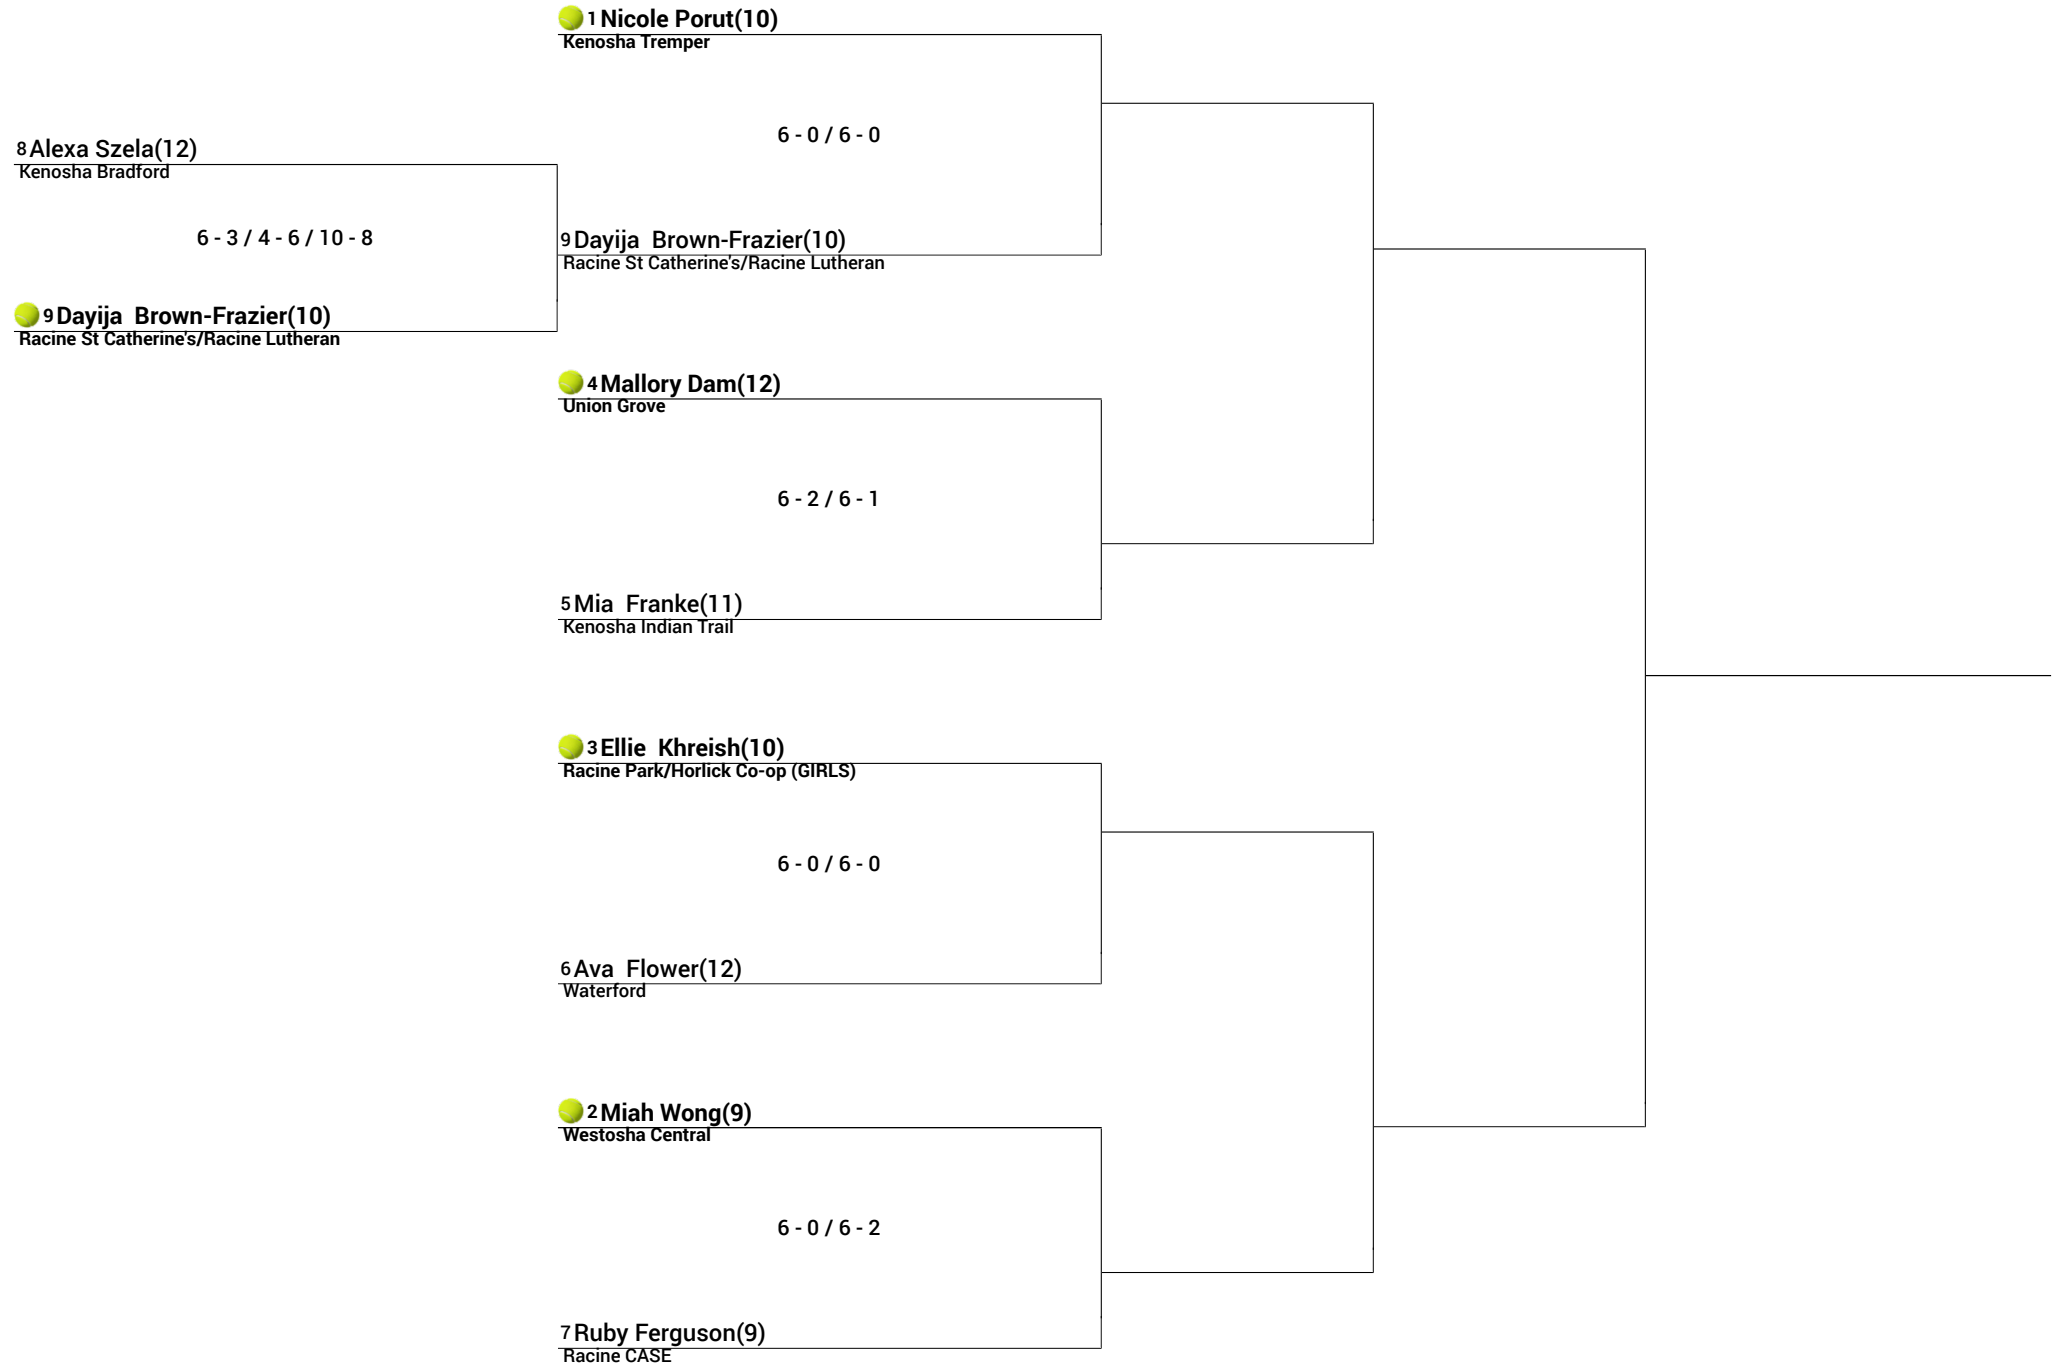 1 Nicole Porut(10)
Kenosha Tremper
6 - 0 / 6 - 0
8 Alexa Szela(12)
Kenosha Bradford
6 - 3 / 4 - 6 / 10 - 8
9 Dayija Brown-Frazier(10)
Racine St Catherine's/Racine Lutheran
9 Dayija Brown-Frazier(10)
Racine St Catherine's/Racine Lutheran
4 Mallory Dam(12)
Union Grove
6 - 2 / 6 - 1
5 Mia Franke(11)
Kenosha Indian Trail
3 Ellie Khreish(10)
Racine Park/Horlick Co-op (GIRLS)
6 - 0 / 6 - 0
6 Ava Flower(12)
Waterford
2 Miah Wong(9)
Westosha Central
6 - 0 / 6 - 2
7 Ruby Ferguson(9)
Racine CASE